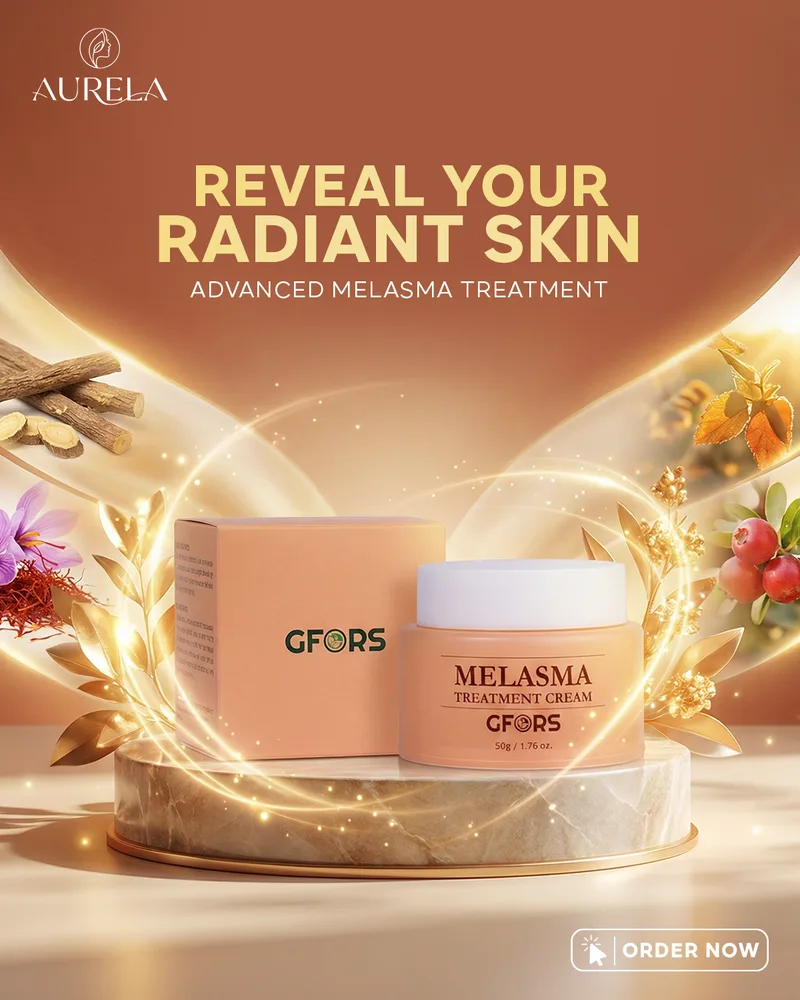 AURELA
REVEAL YOUR
RADIANT SKIN
ADVANCED MELASMA TREATMENT
GFORS
MELASMA
TREATMENT CREAM
GFORS
50g / 1.76 oz.
ORDER NOW